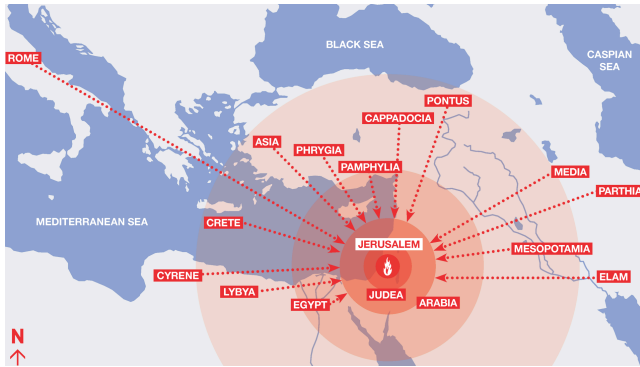 BLACK SEA
CASPIAN
SEA
ROME
PONTUS
CAPPADOCIA
ASIA
PHRYGIA
PAMPHYLIA
MEDIA
PARTHIA
MEDITERRANEAN SEA
CRETE
JERUSALEM
MESOPOTAMIA
CYRENE
ELAM
LYBYA
JUDEA
EGYPT
ARABIA
N